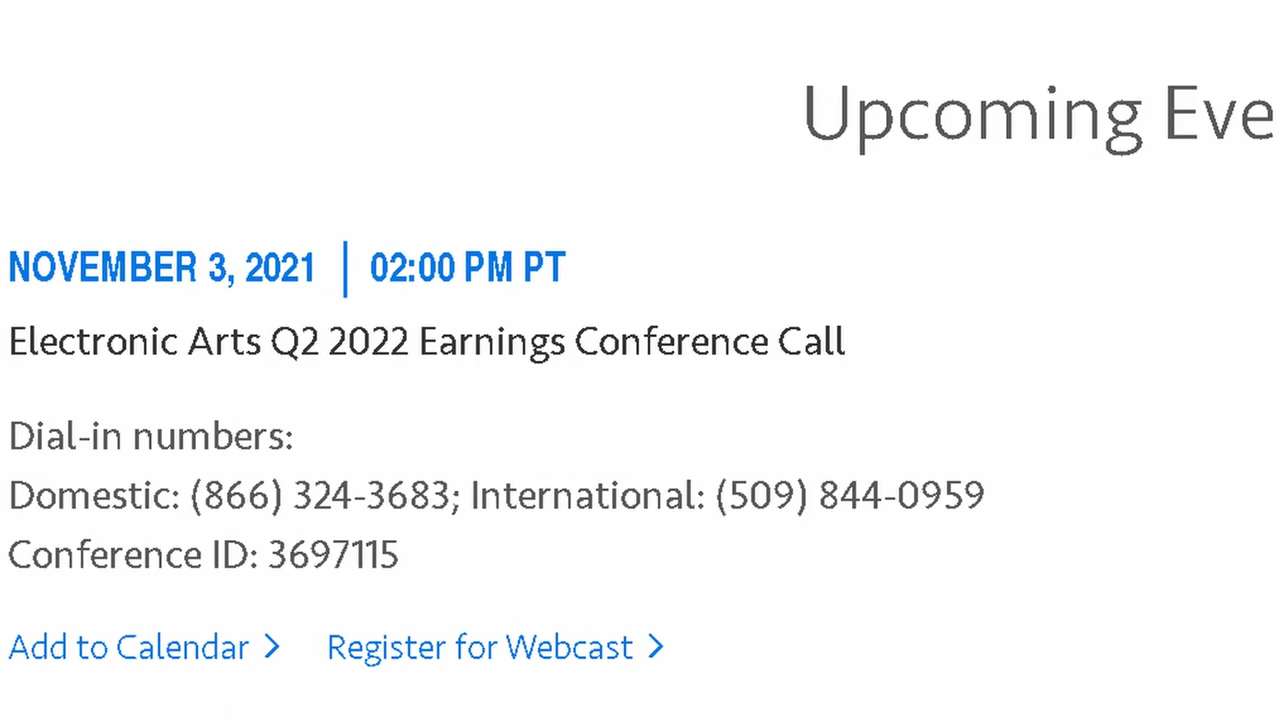 Upcoming Eve
NOVEMBER 3, 2021 | 02:00 PM PT
Electronic Arts Q2 2022 Earnings Conference Call
Dial-in numbers:
Domestic: (866) 324-3683; International: (509) 844-0959
Conference ID: 3697115
Add to Calendar > Register for Webcast >